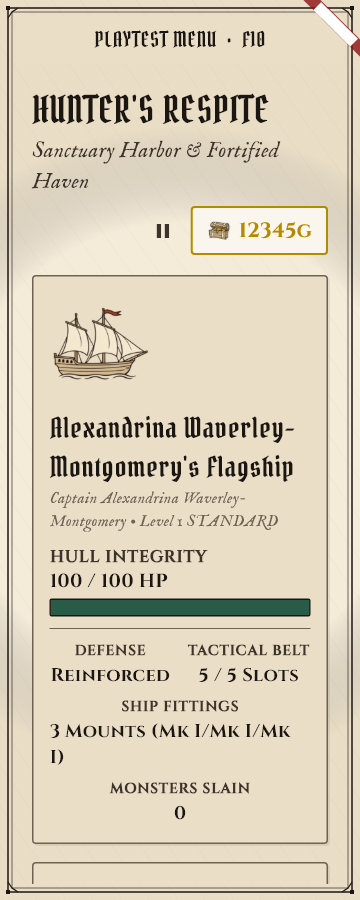 PLAYTEST MENU · F10
HUNTER'S RESPITE
Sanctuary Harbor & Fortified
Haven
12345G
Alexandrina Waverley-
Montgomery's Flagship
Captain Alexandrina Waverley-
Montgomery • Level 1 STANDARD
HULL INTEGRITY
100 / 100 HP
DEFENSE
REINFORCED
TACTICAL BELT
5 / 5 SLOTS
SHIP FITTINGS
3 MOUNTS (MK I/MK I/MK
I)
MONSTERS SLAIN
0